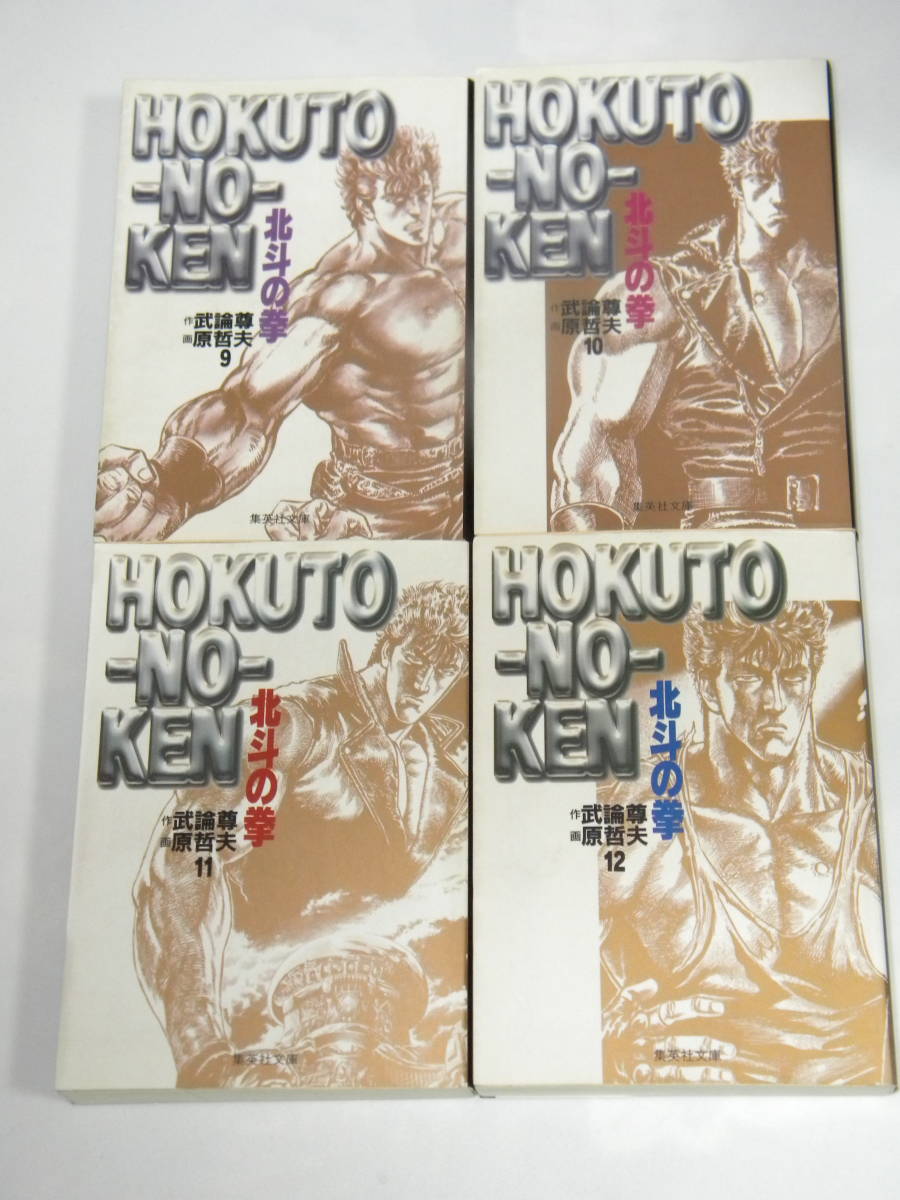 HOKUTO
-NO-
KEN
北斗の拳
作 武論尊
画 原哲夫
9
集英社文庫
HOKUTO
-NO-
KEN
北斗の拳
作 武論尊
画 原哲夫
10
集英社文庫
HOKUTO
-NO-
KEN
北斗の拳
作 武論尊
画 原哲夫
11
集英社文庫
HOKUTO
-NO-
KEN
北斗の拳
作 武論尊
画 原哲夫
12
集英社文庫